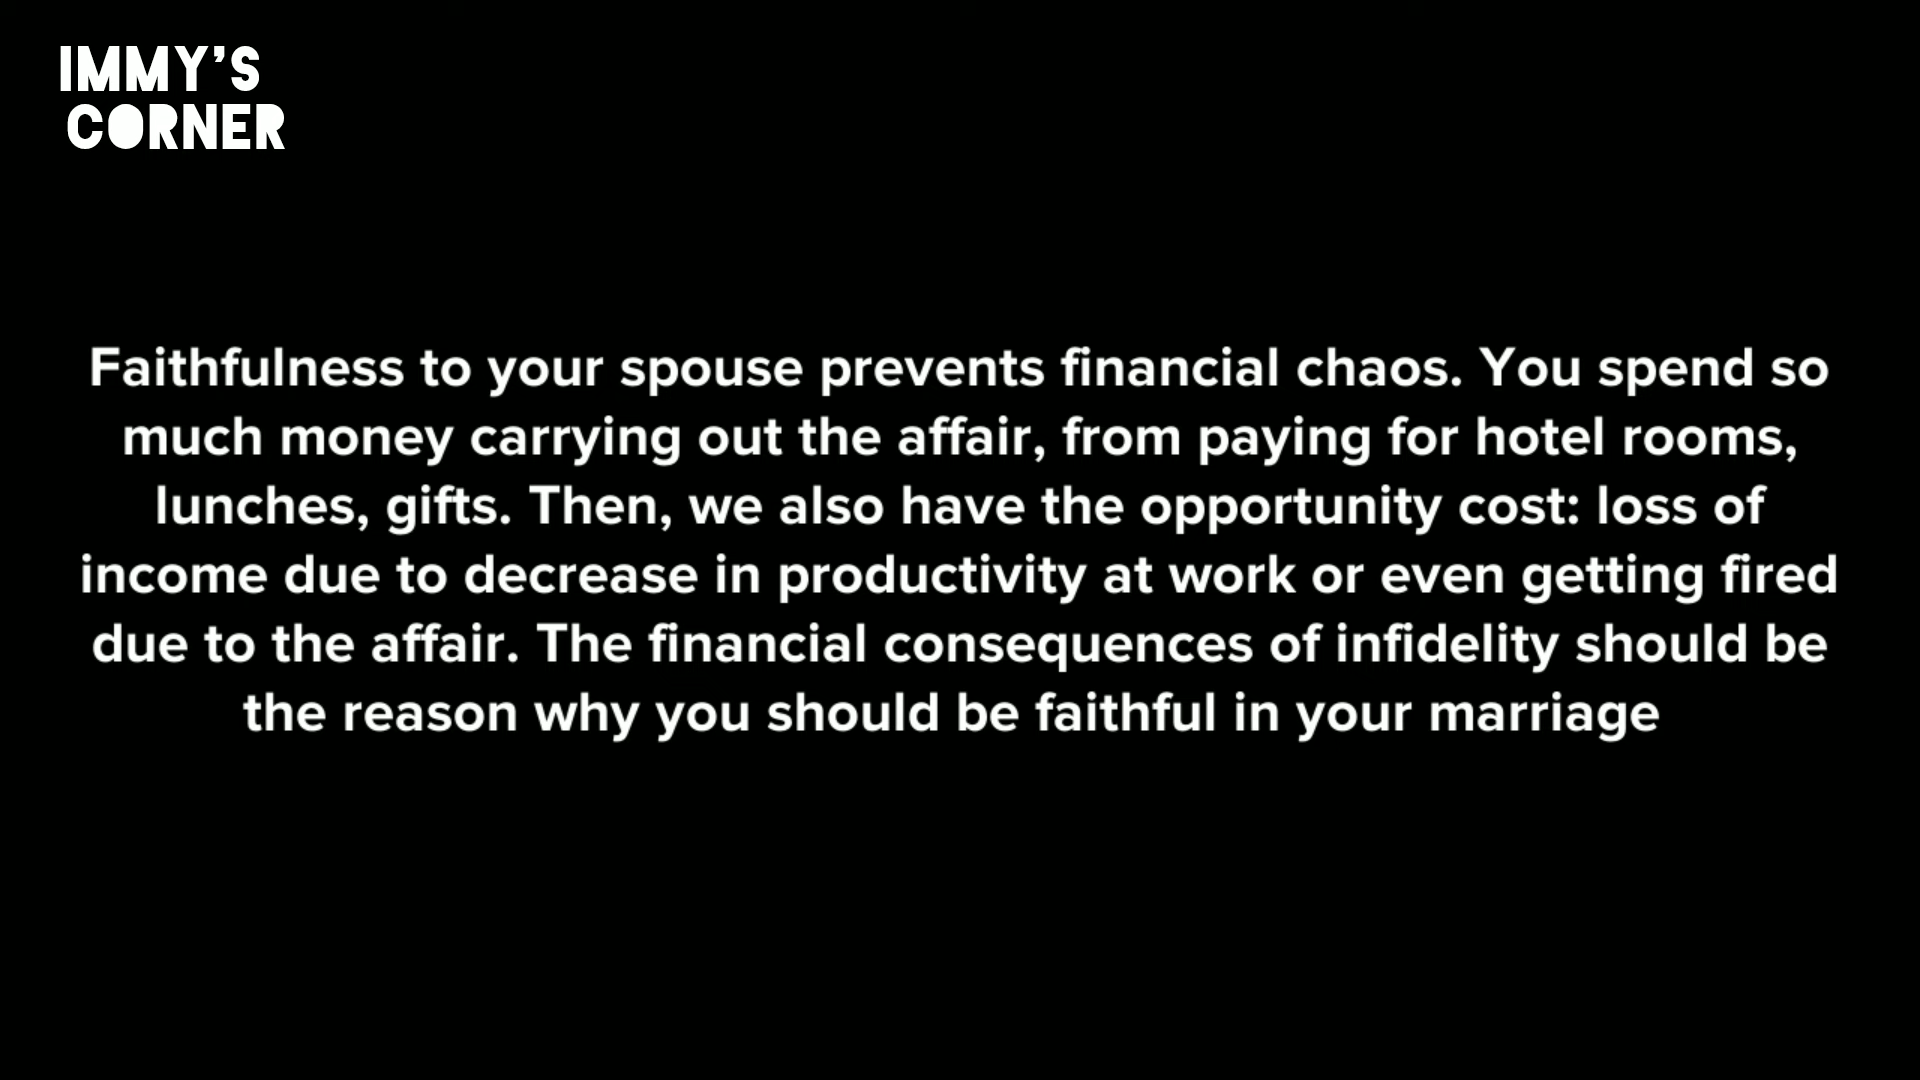 IMMY'S
CORNER
Faithfulness to your spouse prevents financial chaos. You spend so
much money carrying out the affair, from paying for hotel rooms,
lunches, gifts. Then, we also have the opportunity cost: loss of
income due to decrease in productivity at work or even getting fired
due to the affair. The financial consequences of infidelity should be
the reason why you should be faithful in your marriage